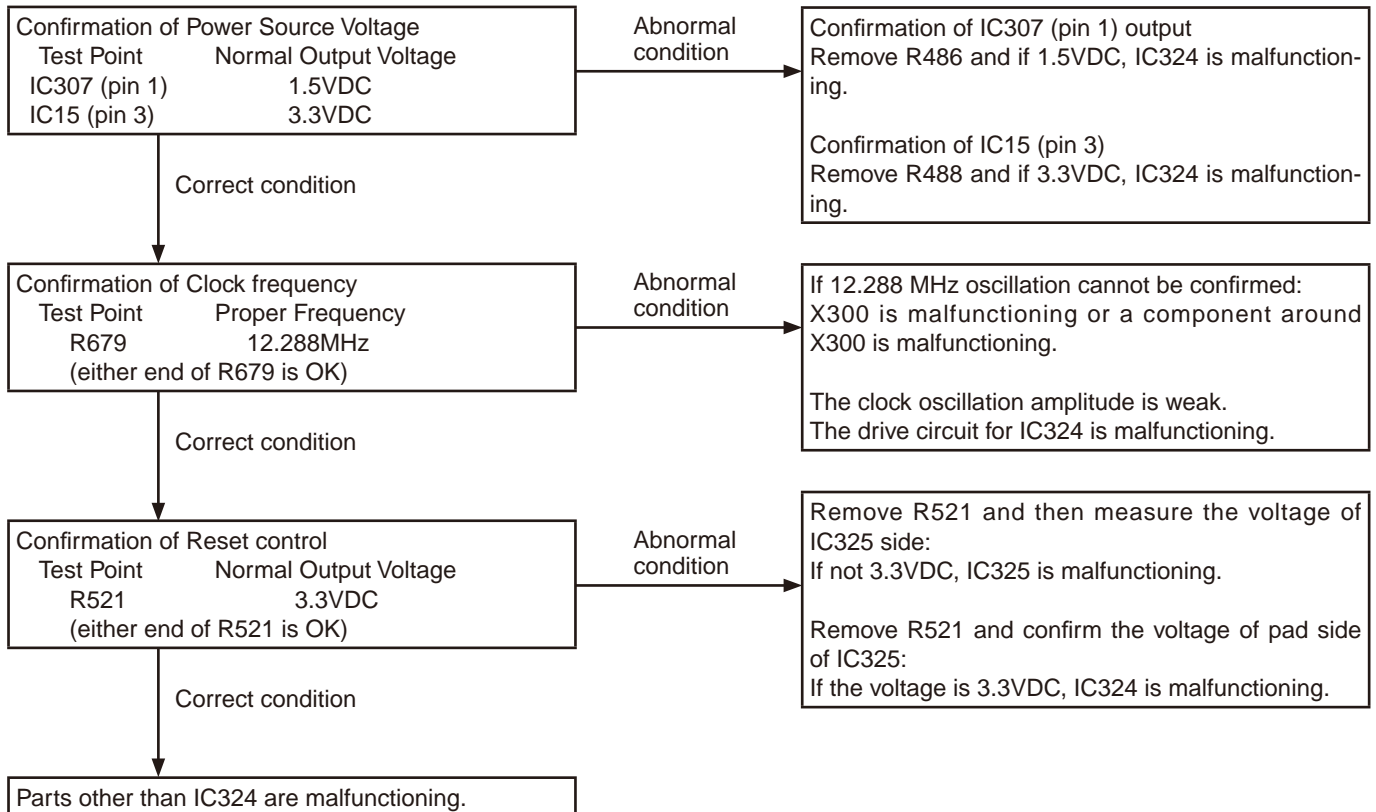 Confirmation of Power Source Voltage
Test Point Normal Output Voltage
IC307 (pin 1) 1.5VDC
IC15 (pin 3) 3.3VDC
Abnormal
condition
Confirmation of IC307 (pin 1) output
Remove R486 and if 1.5VDC, IC324 is malfunction-
ing.
Confirmation of IC15 (pin 3)
Remove R488 and if 3.3VDC, IC324 is malfunction-
ing.
Correct condition
Confirmation of Clock frequency
Test Point Proper Frequency
R679 12.288MHz
(either end of R679 is OK)
Abnormal
condition
If 12.288 MHz oscillation cannot be confirmed:
X300 is malfunctioning or a component around
X300 is malfunctioning.
The clock oscillation amplitude is weak.
The drive circuit for IC324 is malfunctioning.
Correct condition
Confirmation of Reset control
Test Point Normal Output Voltage
R521 3.3VDC
(either end of R521 is OK)
Abnormal
condition
Remove R521 and then measure the voltage of
IC325 side:
If not 3.3VDC, IC325 is malfunctioning.
Remove R521 and confirm the voltage of pad side
of IC325:
If the voltage is 3.3VDC, IC324 is malfunctioning.
Correct condition
Parts other than IC324 are malfunctioning.